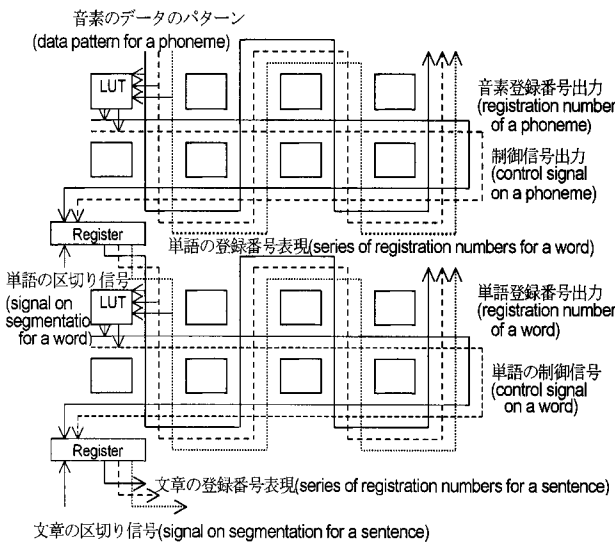 音素のデータのパターン
(data pattern for a phoneme)
LUT
音素登録番号出力
(registration number
of a phoneme)
制御信号出力
(control signal
on a phoneme)
Register
単語の登録番号表現(series of registration numbers for a word)
単語の区切り信号
(signal on
segmentatio
for a word)
LUT
単語登録番号出力
(registration number
of a word)
単語の制御信号
(control signal
on a word)
Register
文章の登録番号表現(series of registration numbers for a sentence)
文章の区切り信号(signal on segmentation for a sentence)